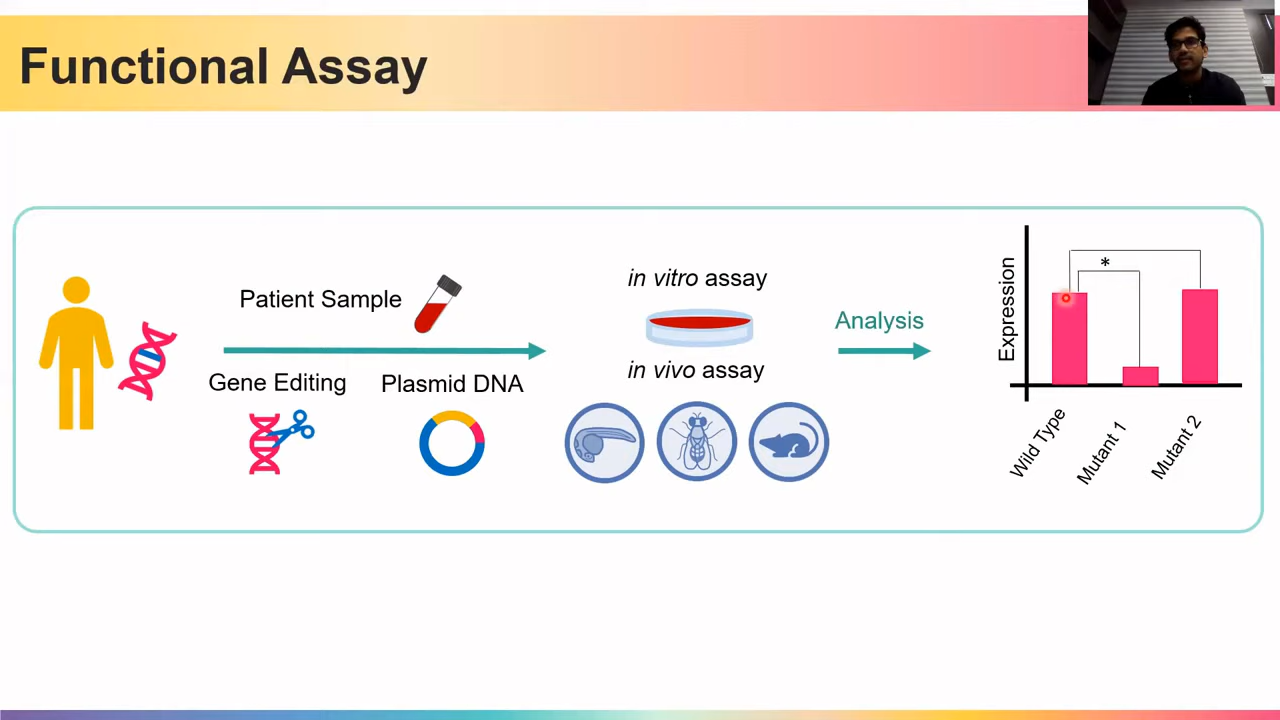 Functional Assay
Patient Sample
Gene Editing
Plasmid DNA
in vitro assay
in vivo assay
Analysis
Expression
*
Wild Type
Mutant 1
Mutant 2